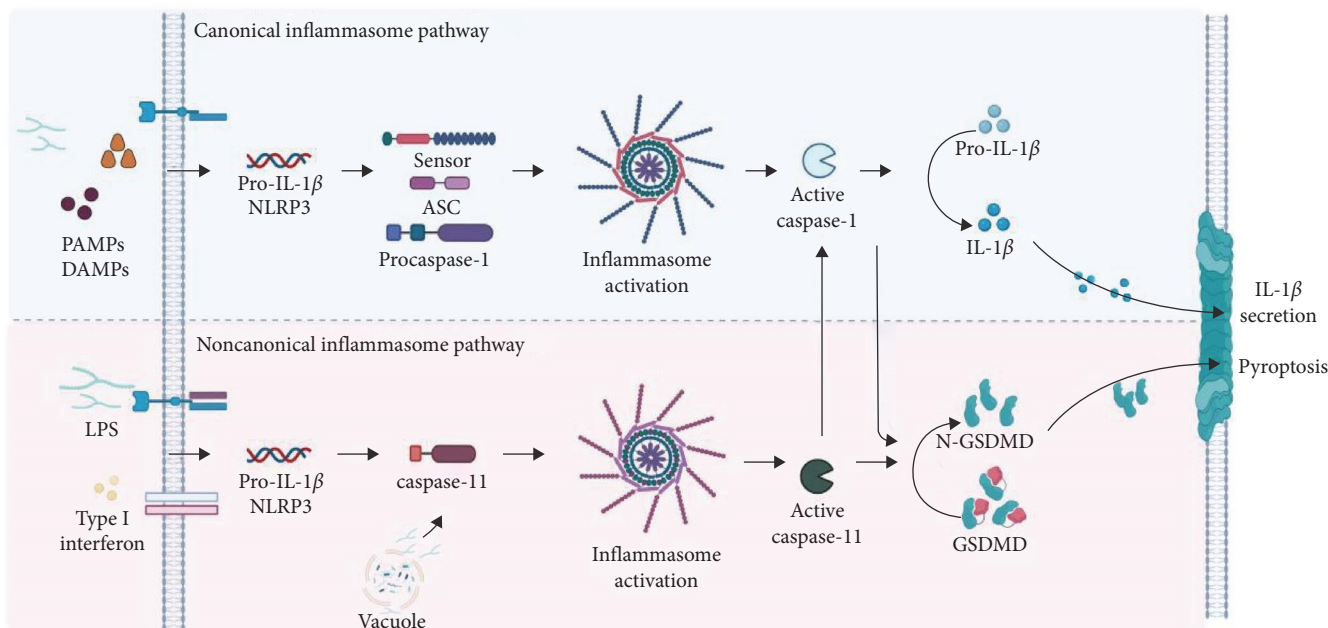 Canonical inflammasome pathway
PAMPs
DAMPs
Pro-IL-1β
NLRP3
Sensor
ASC
Procaspase-1
Inflammasome
activation
Active
caspase-1
Pro-IL-1β
IL-1β
IL-1β
secretion
Pyroptosis
Noncanonical inflammasome pathway
LPS
Type I
interferon
Pro-IL-1β
NLRP3
caspase-11
Vacuole
Inflammasome
activation
Active
caspase-11
N-GSDMD
GSDMD